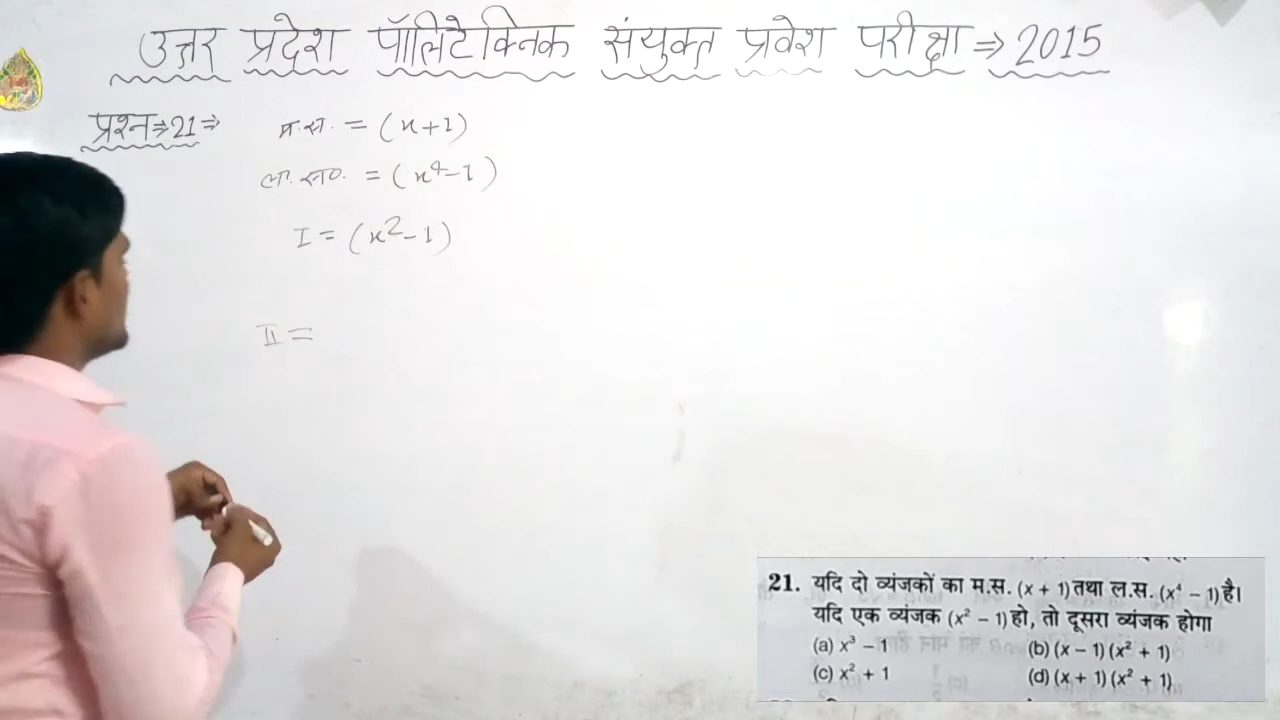 उत्तर प्रदेश पॉलिटेक्निक संयुक्त प्रवेश परीक्षा ⇒ 2015
प्रश्न ⇒ 21 ⇒
म.स. = (x+1)
ल.स. = (x⁴-1)
I = (x²-1)
II =
21. यदि दो व्यंजकों का म.स. (x + 1) तथा ल.स. (x⁴ - 1) है।
यदि एक व्यंजक (x² - 1) हो, तो दूसरा व्यंजक होगा
(a) x³ - 1 (b) (x - 1) (x² + 1)
(c) x² + 1 (d) (x + 1) (x² + 1)